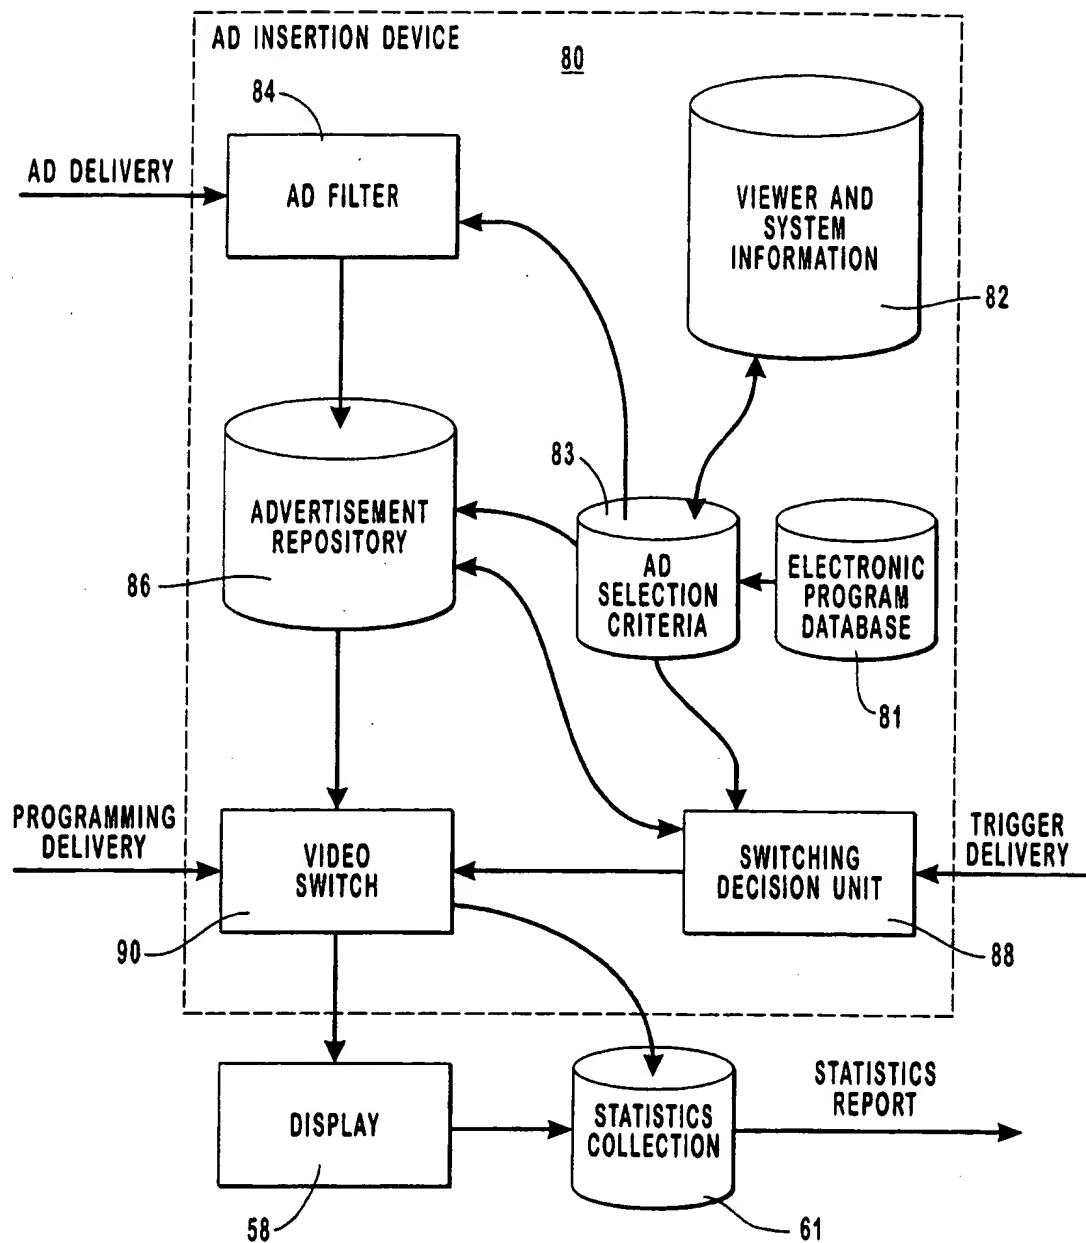 AD INSERTION DEVICE
80
84
AD DELIVERY
AD FILTER
VIEWER AND
SYSTEM
INFORMATION
82
83
ADVERTISEMENT
REPOSITORY
86
AD
SELECTION
CRITERIA
ELECTRONIC
PROGRAM
DATABASE
81
PROGRAMMING
DELIVERY
VIDEO
SWITCH
90
SWITCHING
DECISION UNIT
88
TRIGGER
DELIVERY
DISPLAY
58
STATISTICS
COLLECTION
61
STATISTICS
REPORT